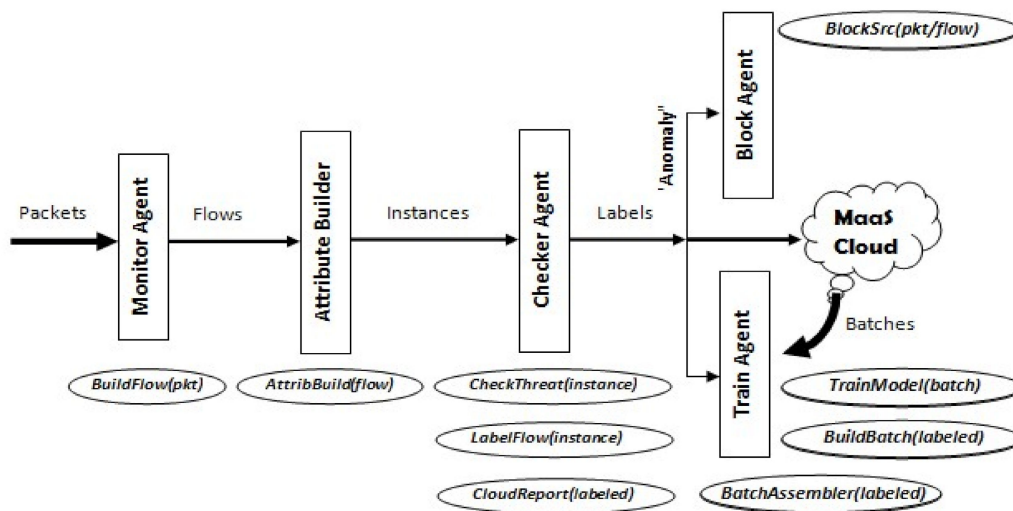 BlockSrc(pkt/flow)
Block Agent
"Anomaly"
Packets
Monitor Agent
Flows
Attribute Builder
Instances
Checker Agent
Labels
MaaS
Cloud
Batches
Train Agent
BuildFlow(pkt)
AttribBuild(flow)
CheckThreat(instance)
TrainModel(batch)
LabelFlow(instance)
BuildBatch(labeled)
CloudReport(labeled)
BatchAssembler(labeled)